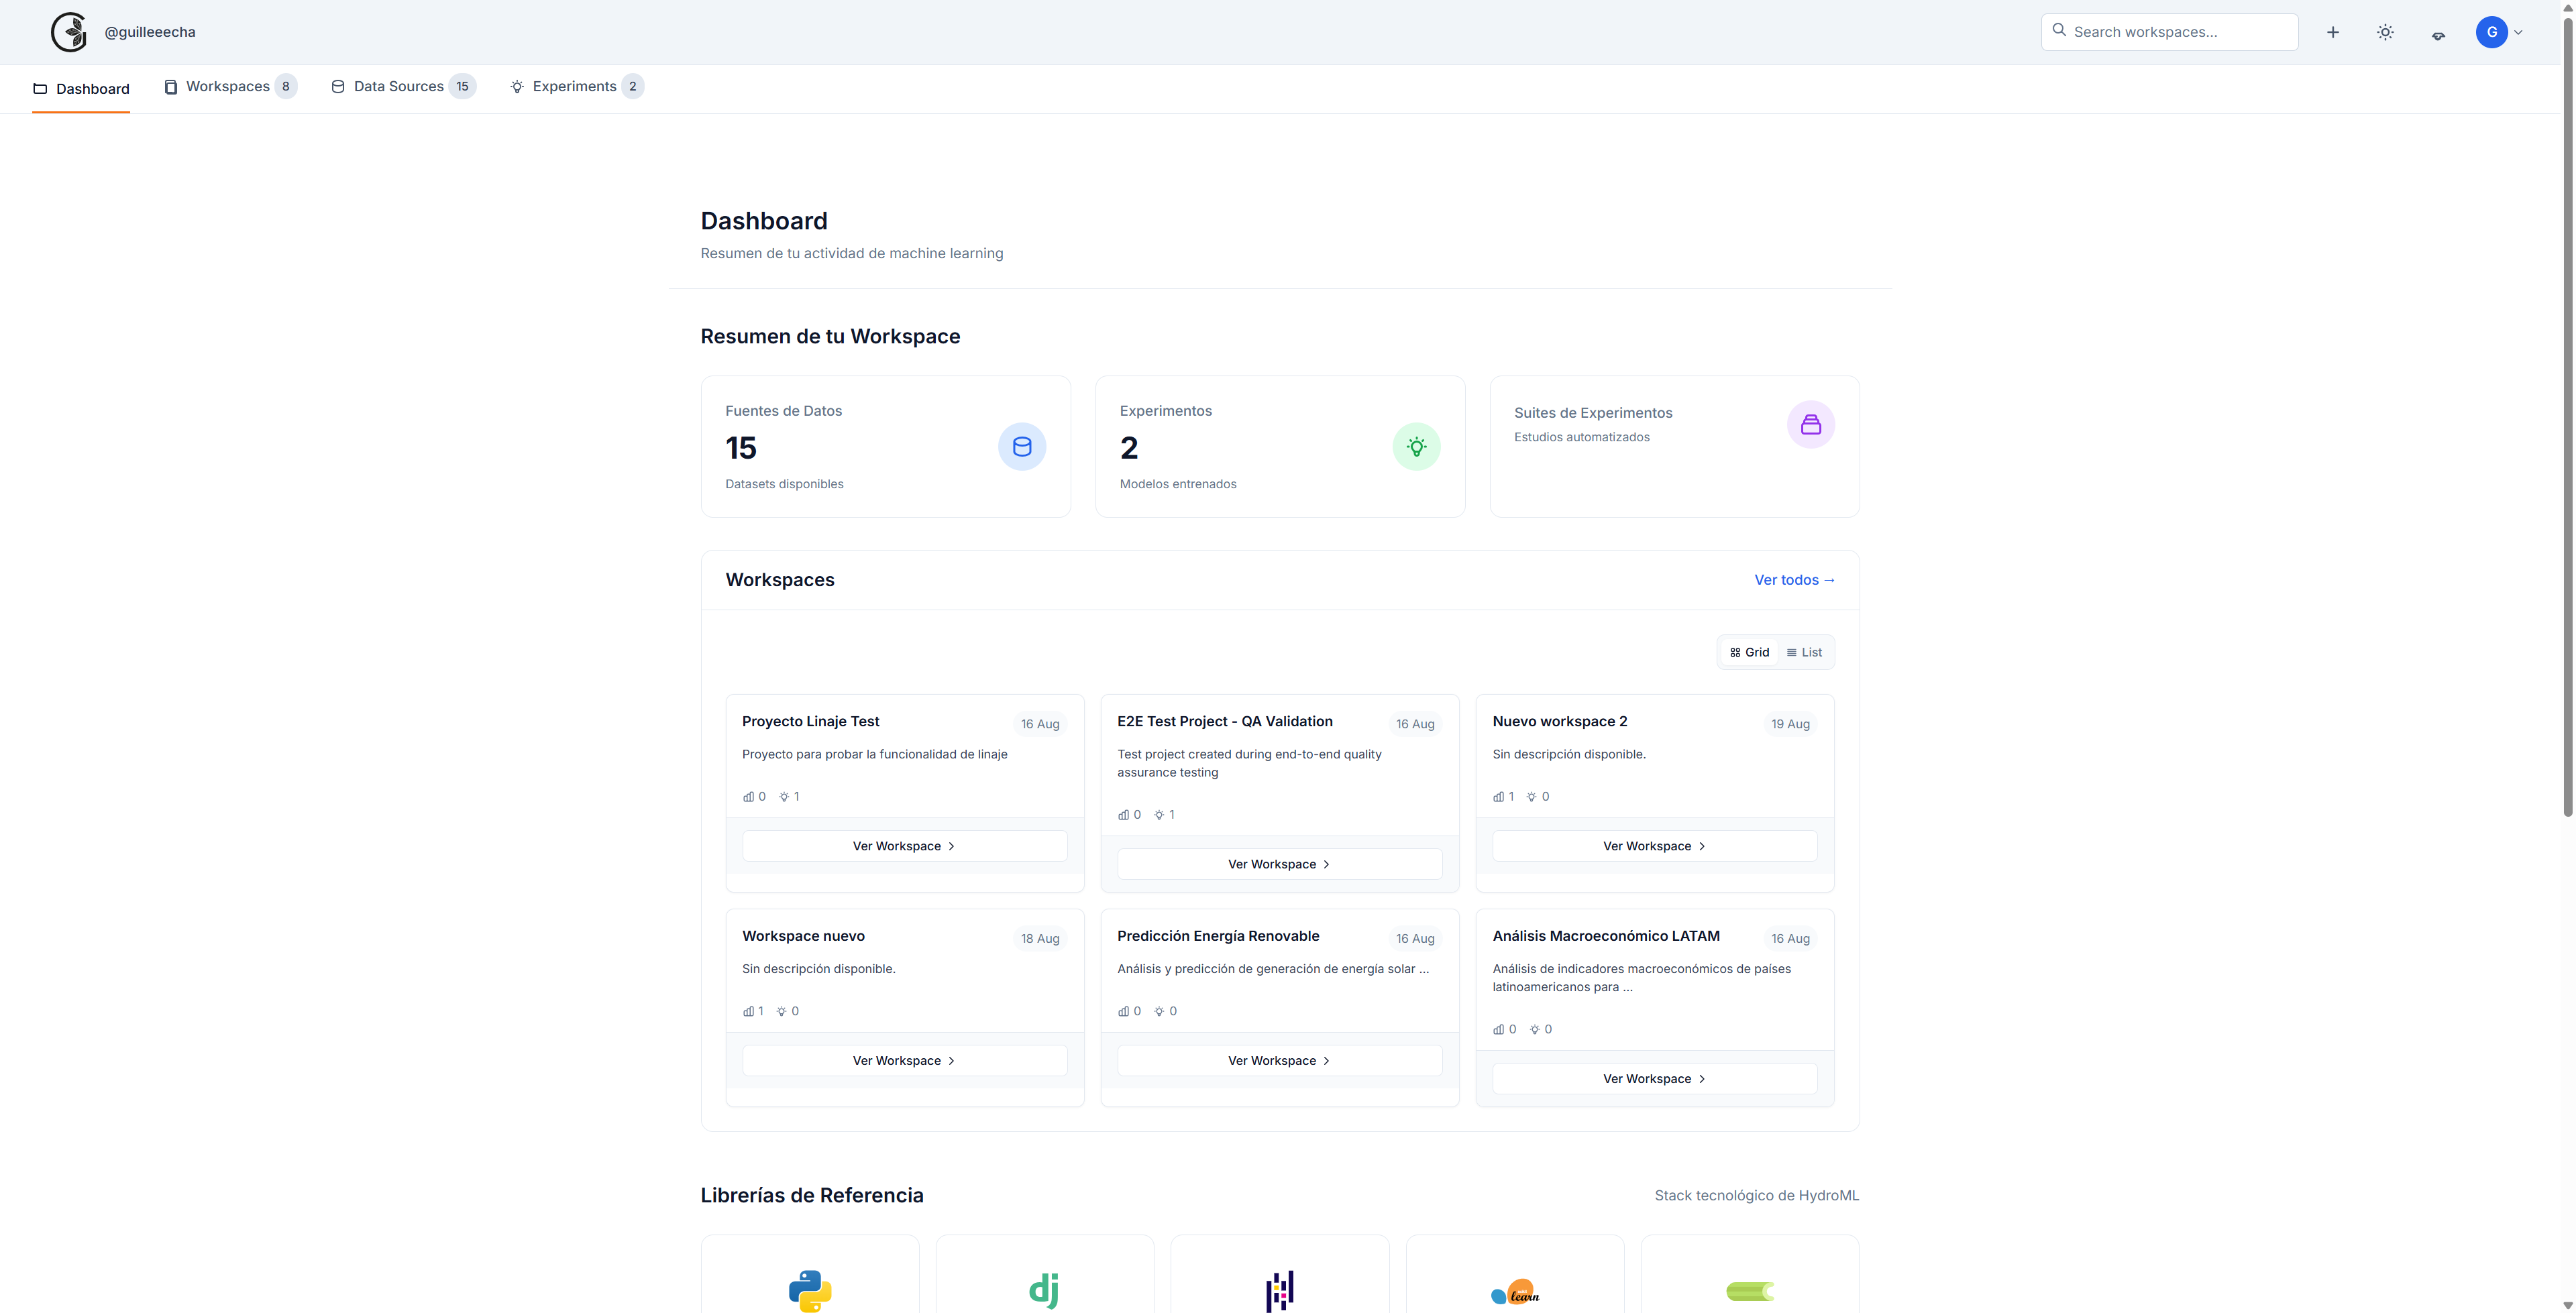 @guilleeecha
Search workspaces...
G
Dashboard
Workspaces 8
Data Sources 15
Experiments 2
Dashboard
Resumen de tu actividad de machine learning
Resumen de tu Workspace
Fuentes de Datos
15
Datasets disponibles
Experimentos
2
Modelos entrenados
Suites de Experimentos
Estudios automatizados
Workspaces
Ver todos →
Grid
List
Proyecto Linaje Test
16 Aug
Proyecto para probar la funcionalidad de linaje
0 1
Ver Workspace
E2E Test Project - QA Validation
16 Aug
Test project created during end-to-end quality
assurance testing
0 1
Ver Workspace
Nuevo workspace 2
19 Aug
Sin descripción disponible.
1 0
Ver Workspace
Workspace nuevo
18 Aug
Sin descripción disponible.
1 0
Ver Workspace
Predicción Energía Renovable
16 Aug
Análisis y predicción de generación de energía solar ...
0 0
Ver Workspace
Análisis Macroeconómico LATAM
16 Aug
Análisis de indicadores macroeconómicos de países
latinoamericanos para ...
0 0
Ver Workspace
Librerías de Referencia
Stack tecnológico de HydroML
dj
learn